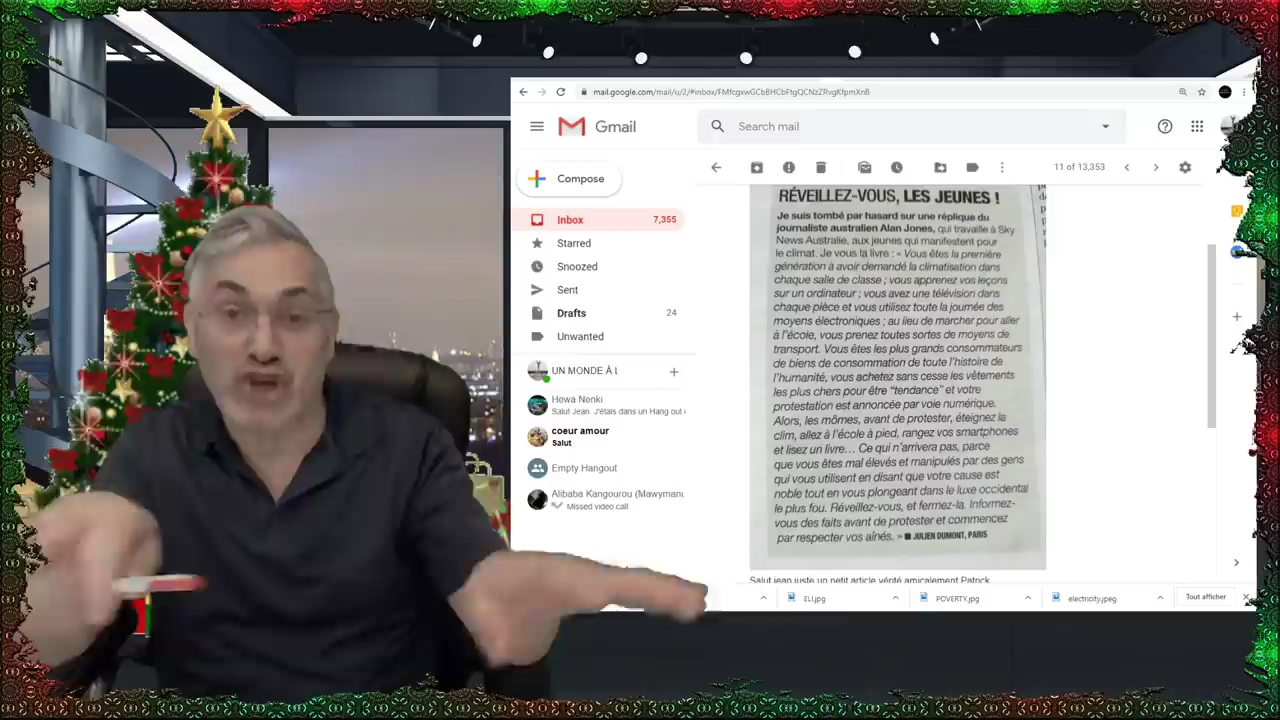 mail.google.com/mail/u/2/#inbox/FMfcgxwGCbBHCbFtgQCNzZRvgKfpmXnB
Gmail
Search mail
Compose
11 of 13,353
Inbox 7,355
Starred
Snoozed
Sent
Drafts 24
Unwanted
UN MONDE À L
Hewa Nenki
Salut Jean. J'étais dans un Hang out
coeur amour
Salut
Empty Hangout
Alibaba Kangourou (Mawymanu
Missed video call
RÉVEILLEZ-VOUS, LES JEUNES !
Je suis tombé par hasard sur une réplique du
journaliste australien Alan Jones, qui travaille à Sky
News Australie, aux jeunes qui manifestent pour
le climat. Je vous la livre : « Vous êtes la première
génération à avoir demandé la climatisation dans
chaque salle de classe ; vous apprenez vos leçons
sur un ordinateur ; vous avez une télévision dans
chaque pièce et vous utilisez toute la journée des
moyens électroniques ; au lieu de marcher pour aller
à l'école, vous prenez toutes sortes de moyens de
transport. Vous êtes les plus grands consommateurs
de biens de consommation de toute l'histoire de
l'humanité, vous achetez sans cesse les vêtements
les plus chers pour être “tendance” et votre
protestation est annoncée par voie numérique.
Alors, les mômes, avant de protester, éteignez la
clim, allez à l'école à pied, rangez vos smartphones
et lisez un livre… Ce qui n'arrivera pas, parce
que vous êtes mal élevés et manipulés par des gens
qui vous utilisent en disant que votre cause est
noble tout en vous plongeant dans le luxe occidental
le plus fou. Réveillez-vous, et fermez-la. Informez-
vous des faits avant de protester et commencez
par respecter vos aînés. » ■ JULIEN DUMONT, PARIS
Salut jean juste un petit article vérité amicalement Patrick
ELI.jpg
POVERTY.jpg
electricity.jpeg
Tout afficher